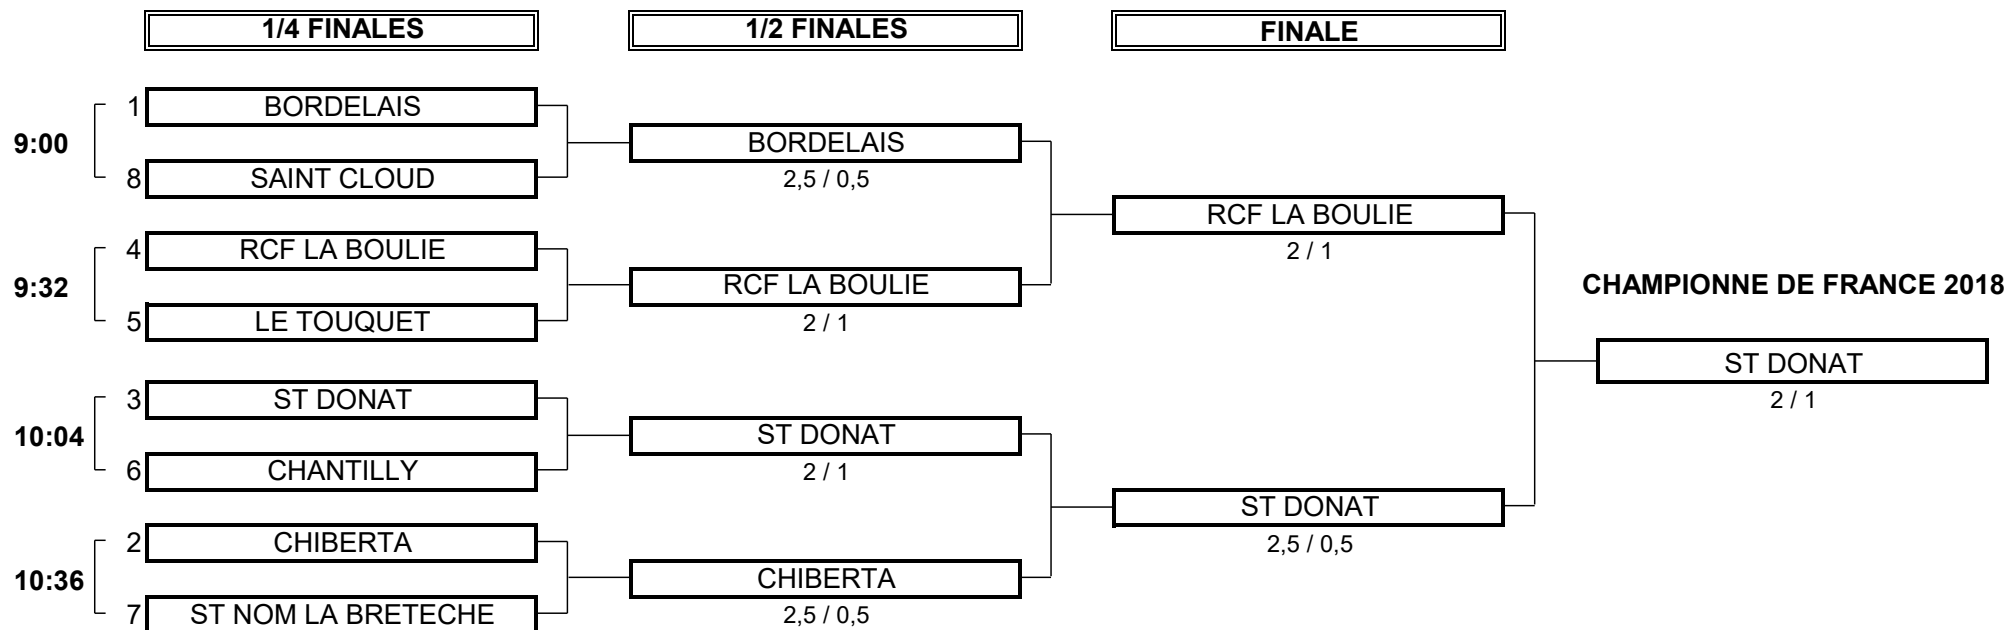 1/4 FINALES
1/2 FINALES
FINALE
9:00
1 BORDELAIS
8 SAINT CLOUD
9:32
4 RCF LA BOULIE
5 LE TOUQUET
10:04
3 ST DONAT
6 CHANTILLY
10:36
2 CHIBERTA
7 ST NOM LA BRETECHE
BORDELAIS
2,5 / 0,5
RCF LA BOULIE
2 / 1
ST DONAT
2 / 1
CHIBERTA
2,5 / 0,5
RCF LA BOULIE
2 / 1
ST DONAT
2,5 / 0,5
CHAMPIONNE DE FRANCE 2018
ST DONAT
2 / 1